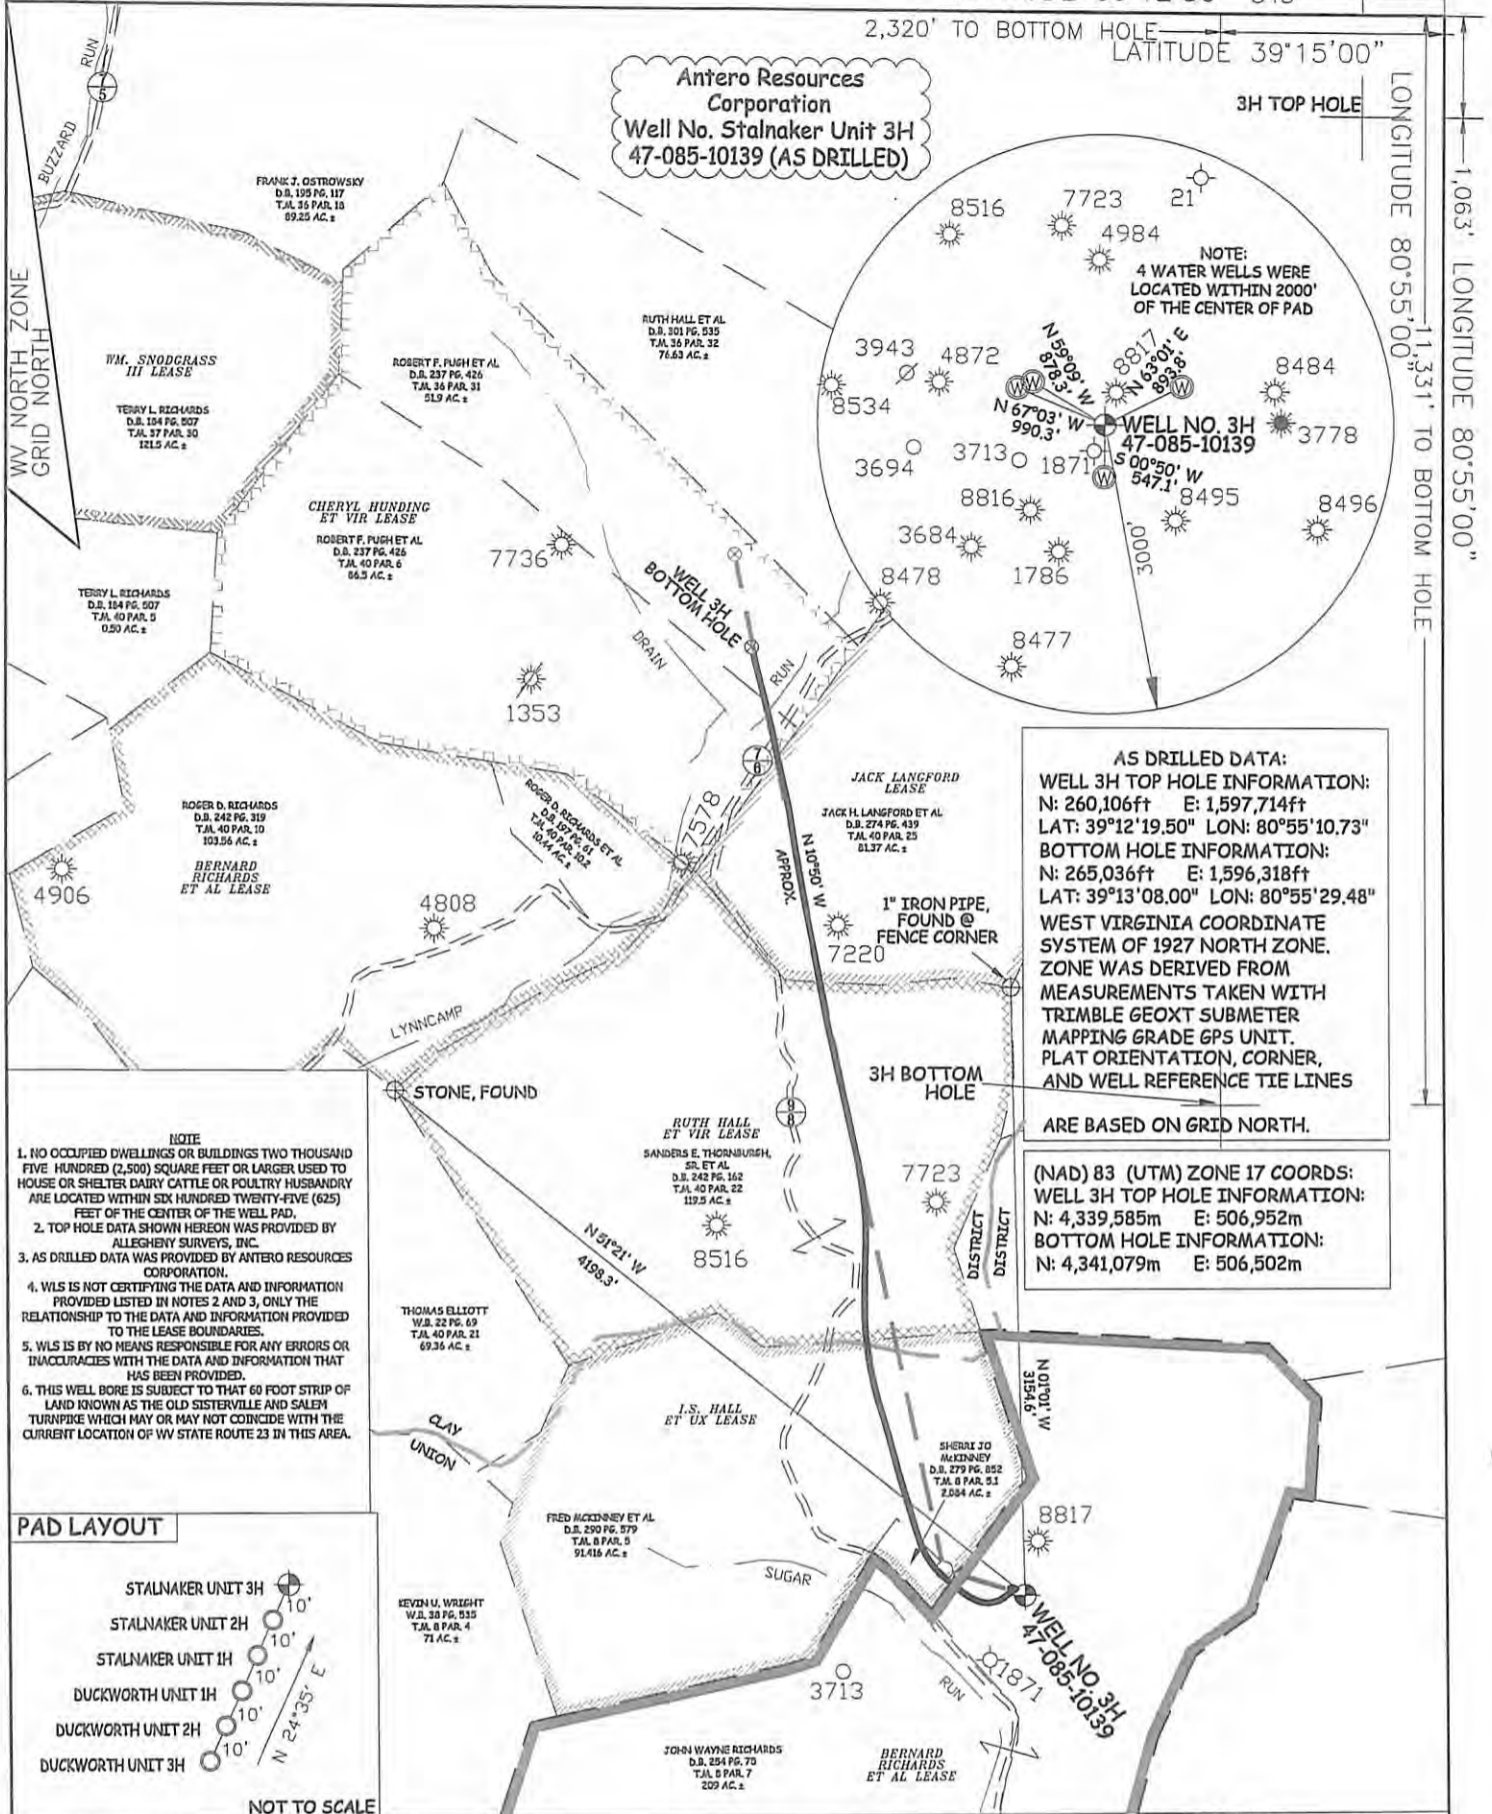 2,320' TO BOTTOM HOLE
LATITUDE 39°15'00"
Antero Resources
Corporation
Well No. Stalnaker Unit 3H
47-085-10139 (AS DRILLED)
3H TOP HOLE
LONGITUDE 80°55'00"
1,063' LONGITUDE 80°55'00"
11,331' TO BOTTOM HOLE
WV NORTH ZONE
GRID NORTH
BUZZARD
RUN
7
5
FRANK J. OSTROWSKY
D.B. 195 PG. 117
T.M. 36 PAR. 18
89.25 AC. ±
WM. SNODGRASS
III LEASE
TERRY L. RICHARDS
D.B. 184 PG. 507
T.M. 37 PAR. 30
121.5 AC. ±
ROBERT F. PUGH ET AL
D.B. 237 PG. 426
T.M. 36 PAR. 31
51.9 AC. ±
RUTH HALL ET AL
D.B. 301 PG. 535
T.M. 36 PAR. 32
76.63 AC. ±
8516
7723
21
4984
NOTE:
4 WATER WELLS WERE
LOCATED WITHIN 2000'
OF THE CENTER OF PAD
3943
4872
N 59°09' W
878.3'
8817
N 63°01' E
893.8'
8484
8534
W
W
W
N 67°03' W
990.3'
WELL NO. 3H
47-085-10139
3778
3694
3713
1871
S 00°50' W
547.1'
W
8816
8495
8496
3684
1786
3000'
8478
8477
CHERYL HUNDING
ET VIR LEASE
ROBERT F. PUGH ET AL
D.B. 237 PG. 426
T.M. 40 PAR. 6
86.5 AC. ±
7736
WELL 3H
BOTTOM HOLE
DRAIN
RUN
TERRY L. RICHARDS
D.B. 184 PG. 507
T.M. 40 PAR. 5
0.50 AC. ±
1353
7
8
ROGER D. RICHARDS
D.B. 242 PG. 319
T.M. 40 PAR. 10
103.56 AC. ±
BERNARD
RICHARDS
ET AL LEASE
4906
4808
ROGER D. RICHARDS ET AL
D.B. 197 PG. 61
T.M. 40 PAR. 10.2
10.44 AC. ±
7578
JACK LANGFORD
LEASE
JACK H. LANGFORD ET AL
D.B. 274 PG. 439
T.M. 40 PAR. 25
81.37 AC. ±
N 10°50' W
APPROX.
7220
1" IRON PIPE,
FOUND @
FENCE CORNER
AS DRILLED DATA:
WELL 3H TOP HOLE INFORMATION:
N: 260,106ft E: 1,597,714ft
LAT: 39°12'19.50" LON: 80°55'10.73"
BOTTOM HOLE INFORMATION:
N: 265,036ft E: 1,596,318ft
LAT: 39°13'08.00" LON: 80°55'29.48"
WEST VIRGINIA COORDINATE
SYSTEM OF 1927 NORTH ZONE.
ZONE WAS DERIVED FROM
MEASUREMENTS TAKEN WITH
TRIMBLE GEOXT SUBMETER
MAPPING GRADE GPS UNIT.
PLAT ORIENTATION, CORNER,
AND WELL REFERENCE TIE LINES
ARE BASED ON GRID NORTH.
(NAD) 83 (UTM) ZONE 17 COORDS:
WELL 3H TOP HOLE INFORMATION:
N: 4,339,585m E: 506,952m
BOTTOM HOLE INFORMATION:
N: 4,341,079m E: 506,502m
LYNNCAMP
STONE, FOUND
3H BOTTOM
HOLE
9
8
RUTH HALL
ET VIR LEASE
SANDERS E. THORNBURGH,
SR. ET AL
D.B. 242 PG. 162
T.M. 40 PAR. 22
119.5 AC. ±
8516
7723
DISTRICT
DISTRICT
N 51°21' W
4198.3'
NOTE
1. NO OCCUPIED DWELLINGS OR BUILDINGS TWO THOUSAND
FIVE HUNDRED (2,500) SQUARE FEET OR LARGER USED TO
HOUSE OR SHELTER DAIRY CATTLE OR POULTRY HUSBANDRY
ARE LOCATED WITHIN SIX HUNDRED TWENTY-FIVE (625)
FEET OF THE CENTER OF THE WELL PAD.
2. TOP HOLE DATA SHOWN HEREON WAS PROVIDED BY
ALLEGHENY SURVEYS, INC.
3. AS DRILLED DATA WAS PROVIDED BY ANTERO RESOURCES
CORPORATION.
4. WLS IS NOT CERTIFYING THE DATA AND INFORMATION
PROVIDED LISTED IN NOTES 2 AND 3, ONLY THE
RELATIONSHIP TO THE DATA AND INFORMATION PROVIDED
TO THE LEASE BOUNDARIES.
5. WLS IS BY NO MEANS RESPONSIBLE FOR ANY ERRORS OR
INACCURACIES WITH THE DATA AND INFORMATION THAT
HAS BEEN PROVIDED.
6. THIS WELL BORE IS SUBJECT TO THAT 60 FOOT STRIP OF
LAND KNOWN AS THE OLD SISTERVILLE AND SALEM
TURNPIKE WHICH MAY OR MAY NOT COINCIDE WITH THE
CURRENT LOCATION OF WV STATE ROUTE 23 IN THIS AREA.
THOMAS ELLIOTT
W.B. 22 PG. 69
T.M. 40 PAR. 21
69.36 AC. ±
CLAY
UNION
I.S. HALL
ET UX LEASE
N 01°01' W
3154.6'
SHERRI JO
McKINNEY
D.B. 279 PG. 852
T.M. 8 PAR. 5.1
2.084 AC. ±
FRED MCKINNEY ET AL
D.B. 290 PG. 579
T.M. 8 PAR. 5
91.416 AC. ±
8817
SUGAR
RUN
KEVIN U. WRIGHT
W.B. 38 PG. 535
T.M. 8 PAR. 4
71 AC. ±
WELL NO. 3H
47-085-10139
1871
3713
JOHN WAYNE RICHARDS
D.B. 254 PG. 75
T.M. 8 PAR. 7
209 AC. ±
BERNARD
RICHARDS
ET AL LEASE
PAD LAYOUT
STALNAKER UNIT 3H
10'
STALNAKER UNIT 2H
10'
STALNAKER UNIT 1H
10'
DUCKWORTH UNIT 1H
10'
DUCKWORTH UNIT 2H
10'
DUCKWORTH UNIT 3H
N 24°35' E
NOT TO SCALE